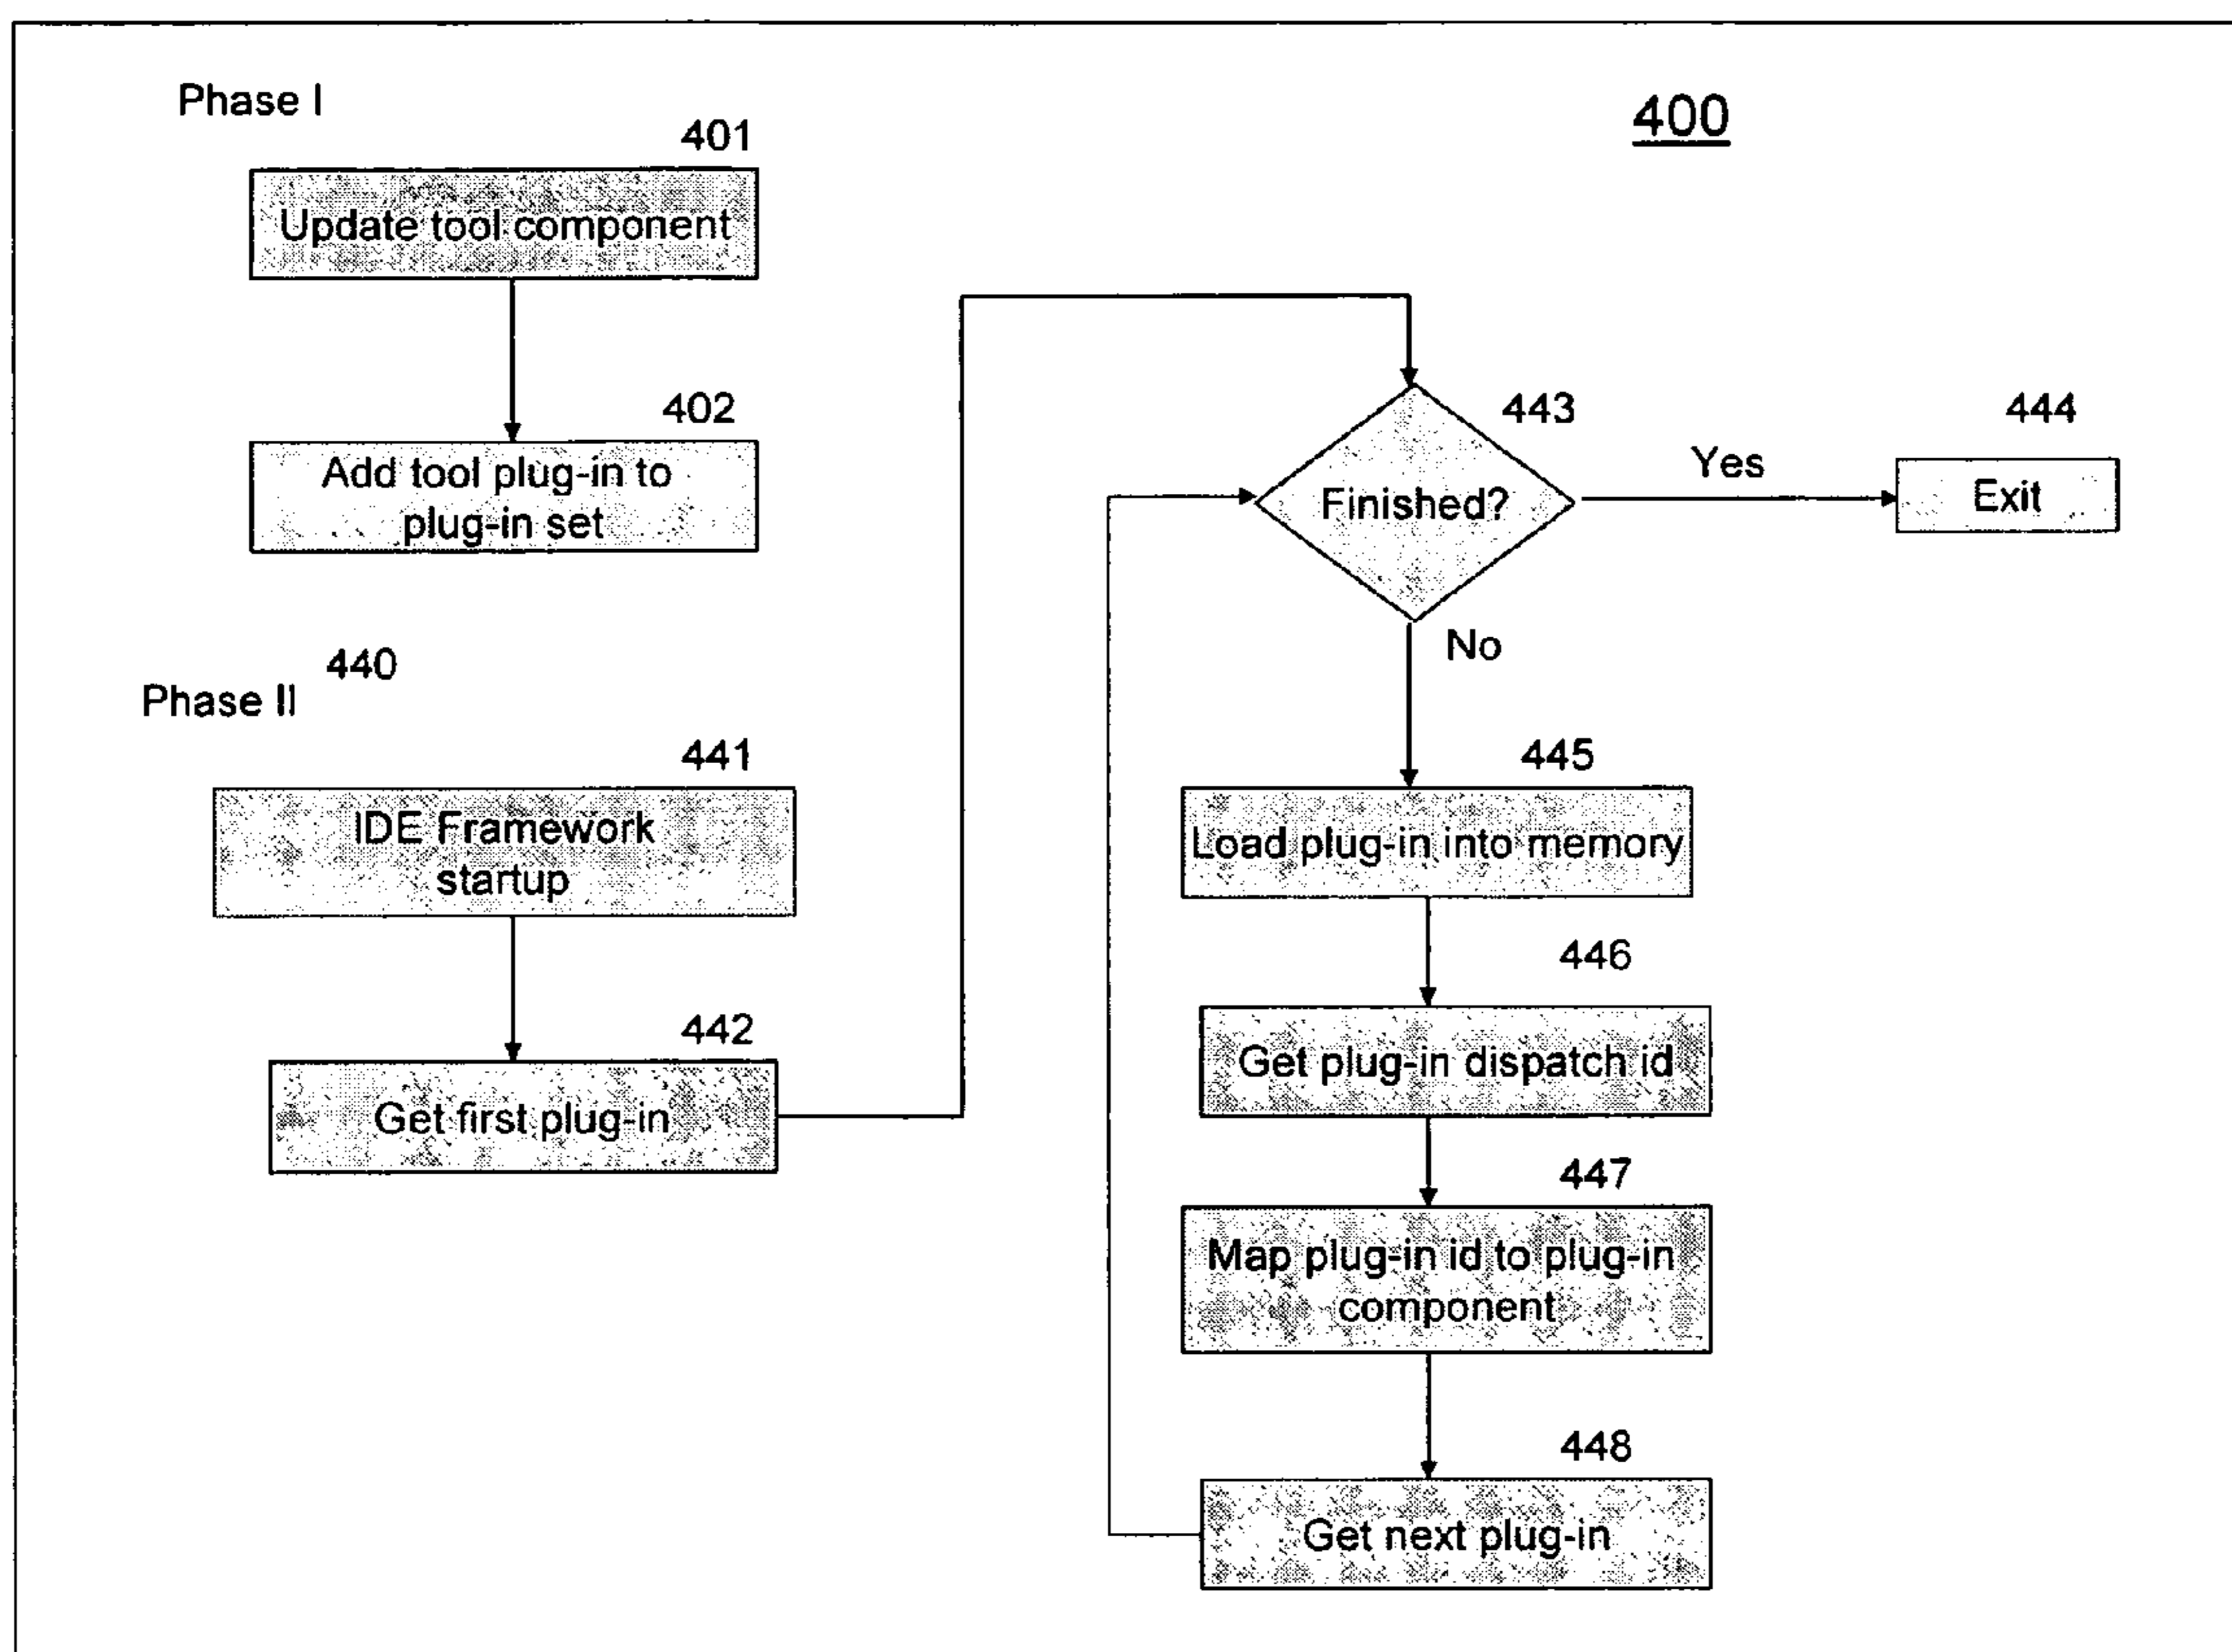 Phase I
400
401
Update tool component
402
Add tool plug-in to
plug-in set
440
Phase II
441
IDE Framework
startup
442
Get first plug-in
443
Finished?
Yes
444
Exit
No
445
Load plug-in into memory
446
Get plug-in dispatch id
447
Map plug-in id to plug-in
component
448
Get next plug-in